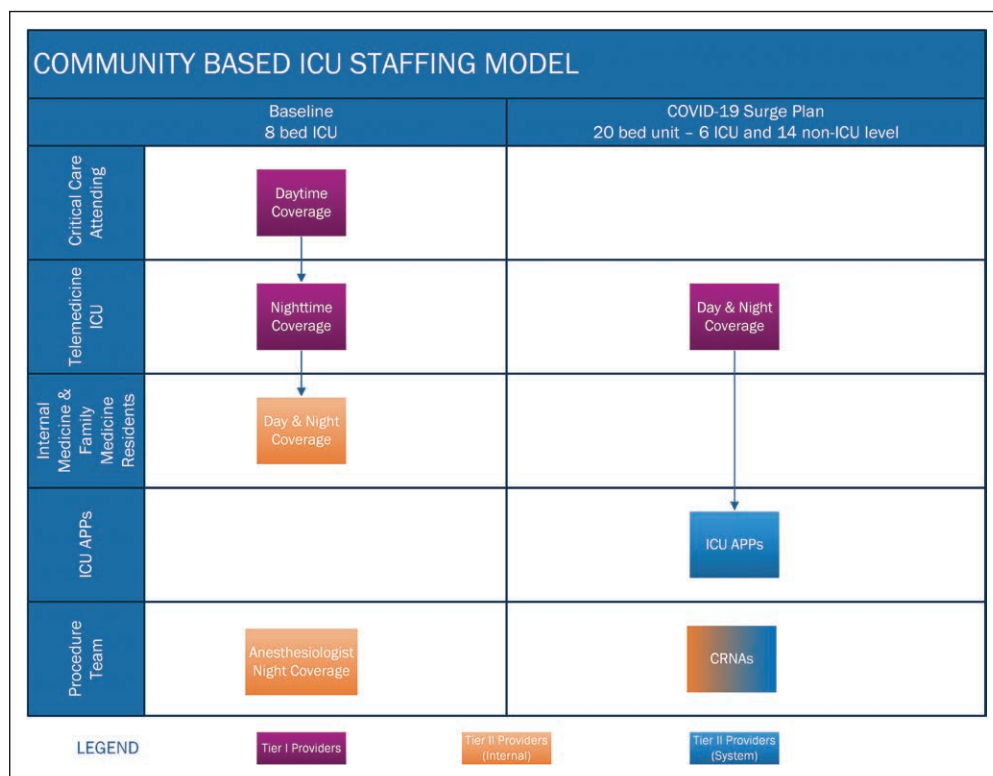 COMMUNITY BASED ICU STAFFING MODEL
Baseline
8 bed ICU
COVID-19 Surge Plan
20 bed unit – 6 ICU and 14 non-ICU level
Critical Care
Attending
Daytime
Coverage
Telemedicine
ICU
Nighttime
Coverage
Day & Night
Coverage
Internal
Medicine &
Family
Medicine
Residents
Day & Night
Coverage
ICU APPs
ICU APPs
Procedure
Team
Anesthesiologist
Night Coverage
CRNAs
LEGEND
Tier I Providers
Tier II Providers
(Internal)
Tier II Providers
(System)